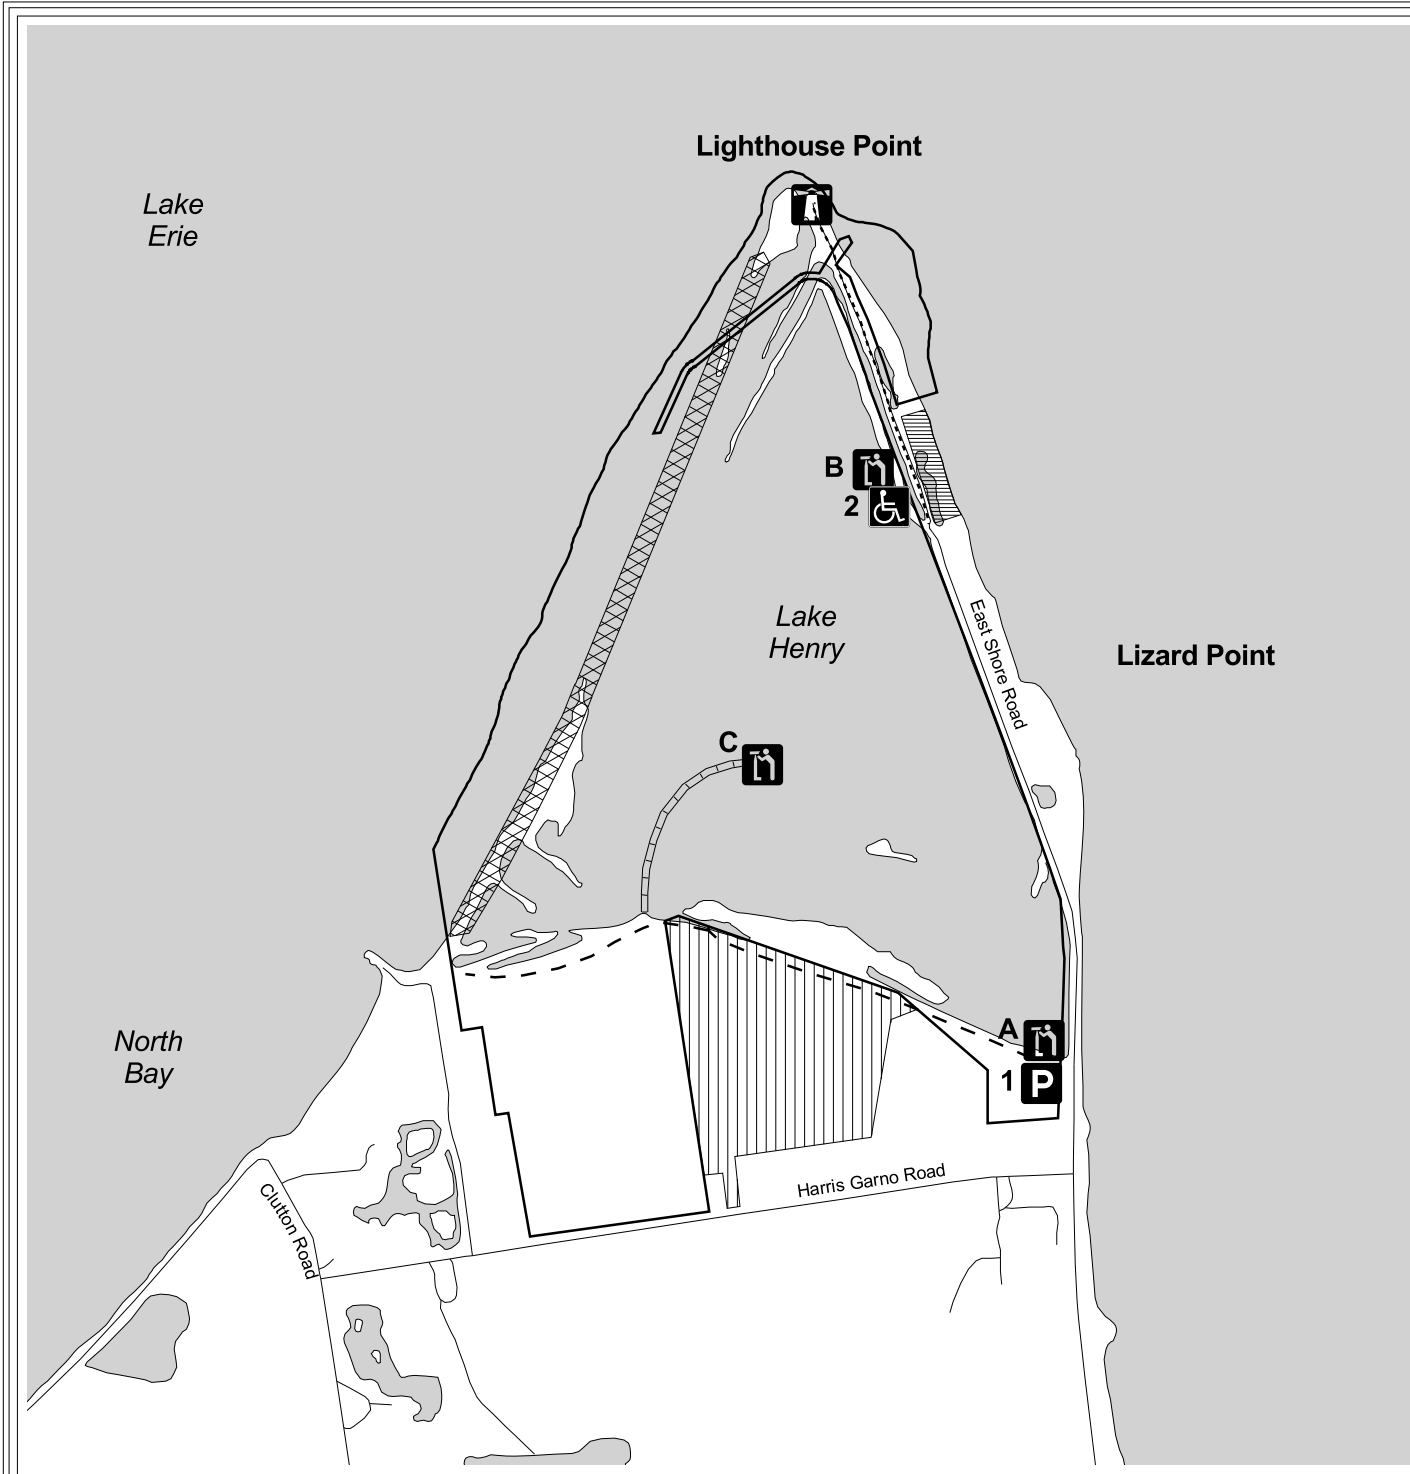 Lighthouse Point
Lake
Erie
B
2
Lake
Henry
East Shore Road
Lizard Point
C
A
1 P
North
Bay
Harris Garno Road
Clutton Road